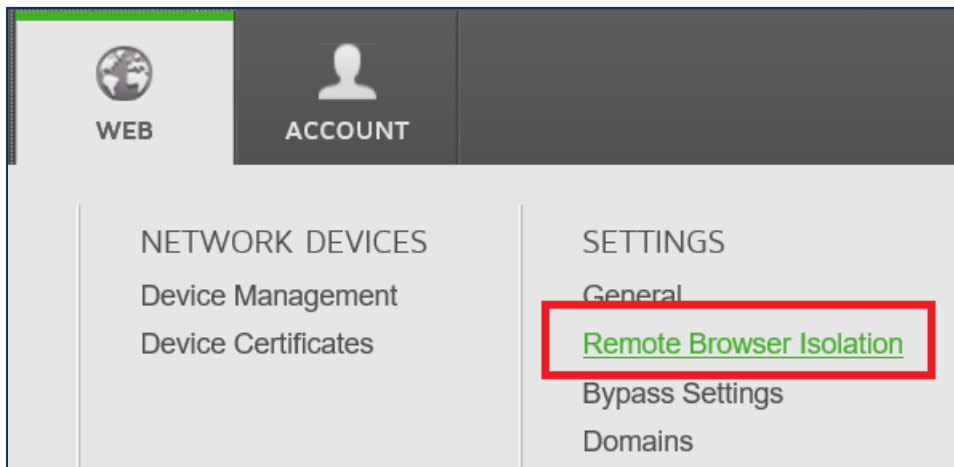 WEB
ACCOUNT
NETWORK DEVICES
Device Management
Device Certificates
SETTINGS
General
Remote Browser Isolation
Bypass Settings
Domains